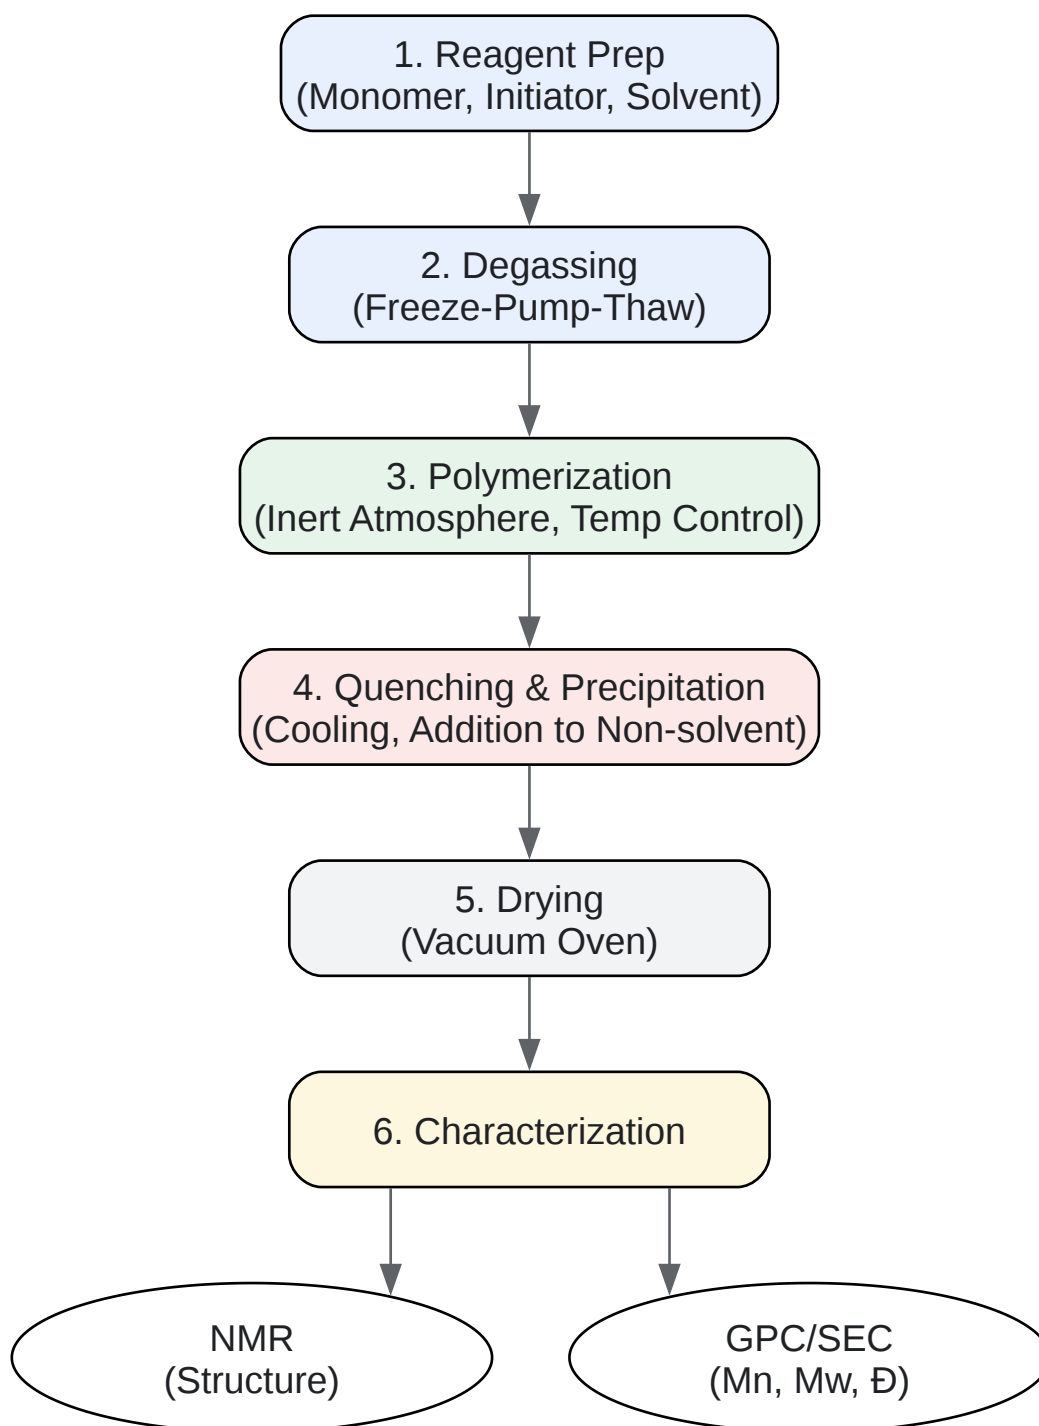 1. Reagent Prep
(Monomer, Initiator, Solvent)
2. Degassing
(Freeze-Pump-Thaw)
3. Polymerization
(Inert Atmosphere, Temp Control)
4. Quenching & Precipitation
(Cooling, Addition to Non-solvent)
5. Drying
(Vacuum Oven)
6. Characterization
NMR
(Structure)
GPC/SEC
(Mn, Mw, Đ)